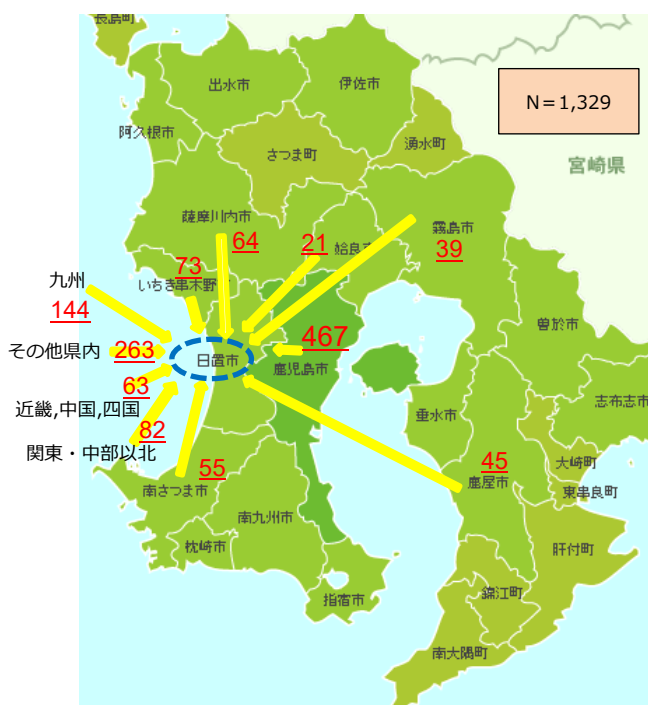 長島町
出水市
伊佐市
N=1,329
阿久根市
湧水町
さつま町
宮崎県
薩摩川内市
霧島市
64
21
姶良市
39
73
九州
いちき串木野
144
曽於市
その他県内
263
467
日置市
鹿児島市
63
志布志市
近畿,中国,四国
垂水市
82
関東・中部以北
大崎町
55
45
南さつま市
鹿屋市
東串良町
南九州市
枕崎市
肝付町
錦江町
指宿市
南大隅町